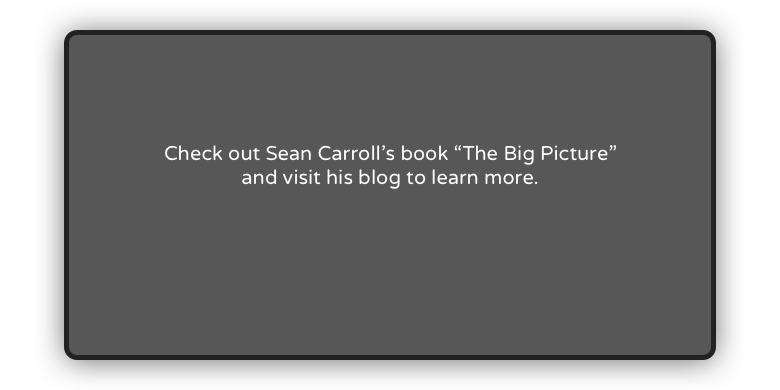 Check out Sean Carroll’s book “The Big Picture”
and visit his blog to learn more.